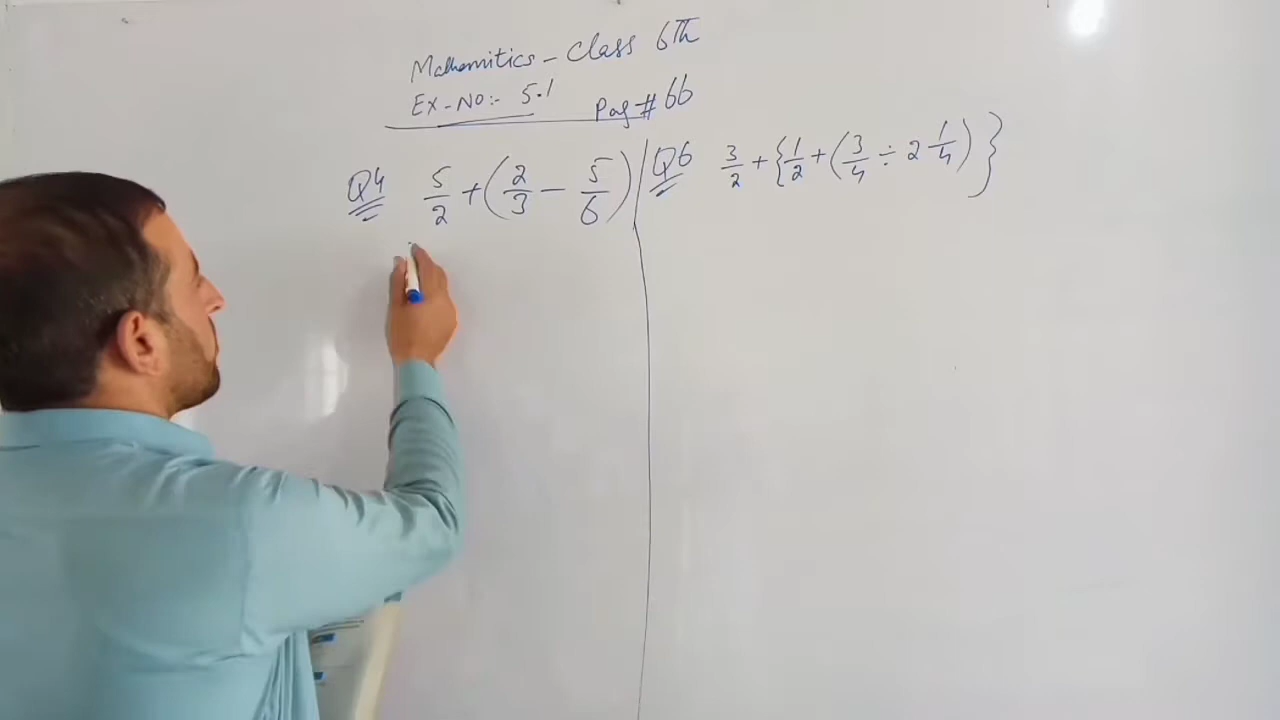 Mathemitics - Class 6Th
EX-NO:- 5.1 Pag # 66
Q4 5/2 + (2/3 - 5/6)
Q6 3/2 + {1/2 + (3/4 ÷ 2 1/4)}